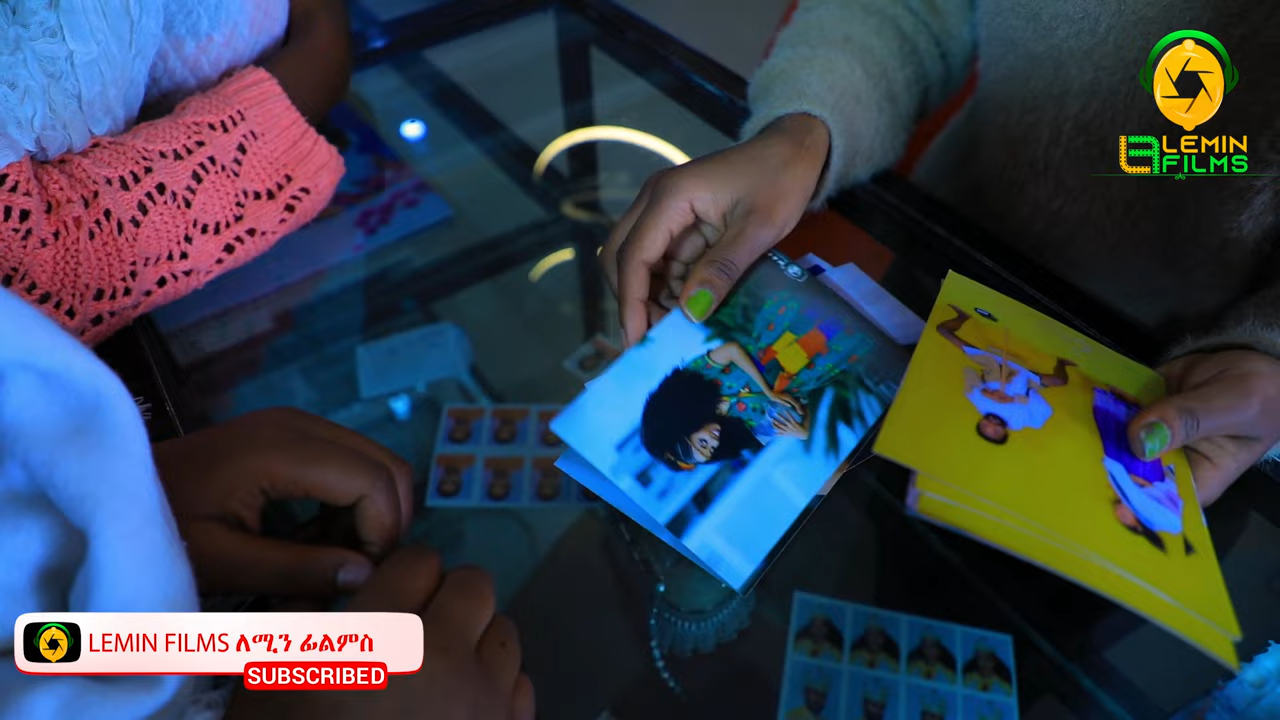 LEMIN
FILMS
LEMIN FILMS ለሚን ፊልምስ
SUBSCRIBED